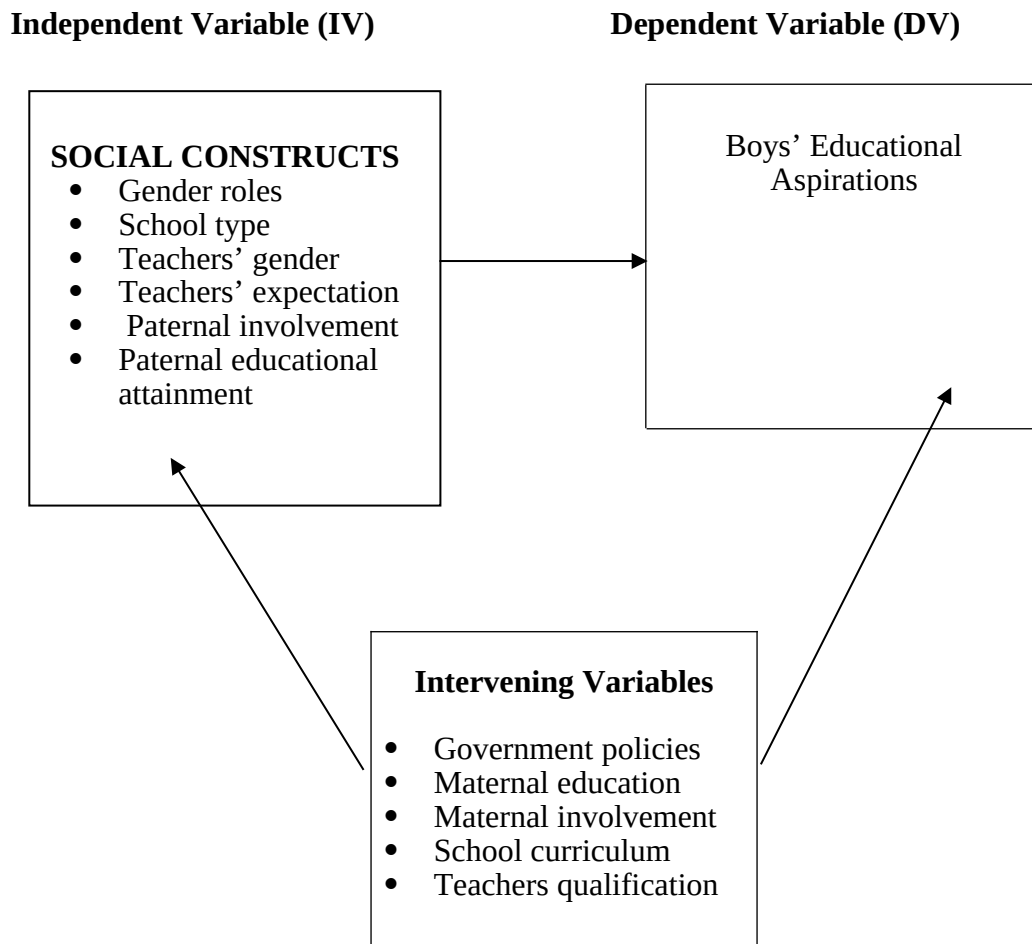 Independent Variable (IV)
Dependent Variable (DV)
SOCIAL CONSTRUCTS
• Gender roles
• School type
• Teachers’ gender
• Teachers’ expectation
• Paternal involvement
• Paternal educational
attainment
Boys’ Educational
Aspirations
Intervening Variables
• Government policies
• Maternal education
• Maternal involvement
• School curriculum
• Teachers qualification